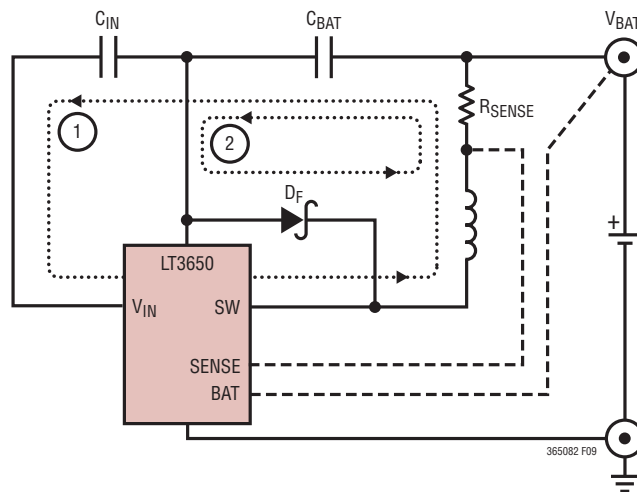 C_IN
C_BAT
V_BAT
R_SENSE
1
2
D_F
+
LT3650
V_IN
SW
SENSE
BAT
365082 F09